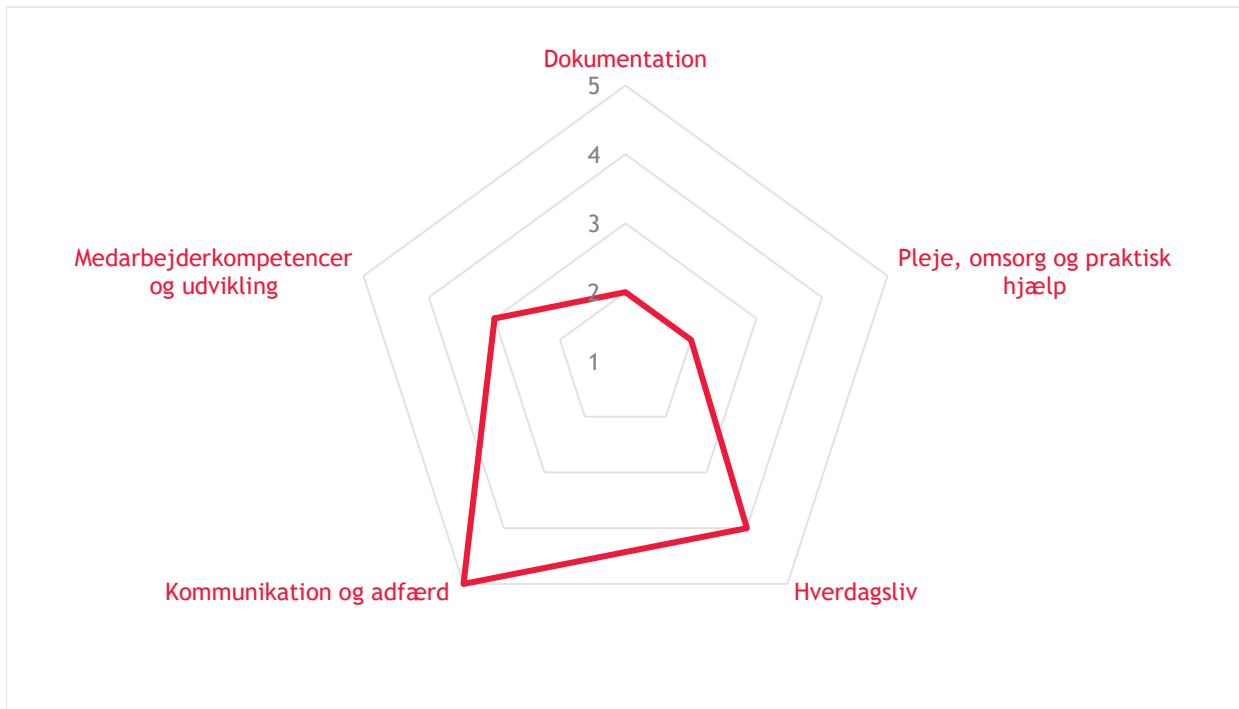 Dokumentation
5
4
3
2
1
Medarbejderkompetencer
og udvikling
Pleje, omsorg og praktisk
hjælp
Kommunikation og adfærd
Hverdagsliv